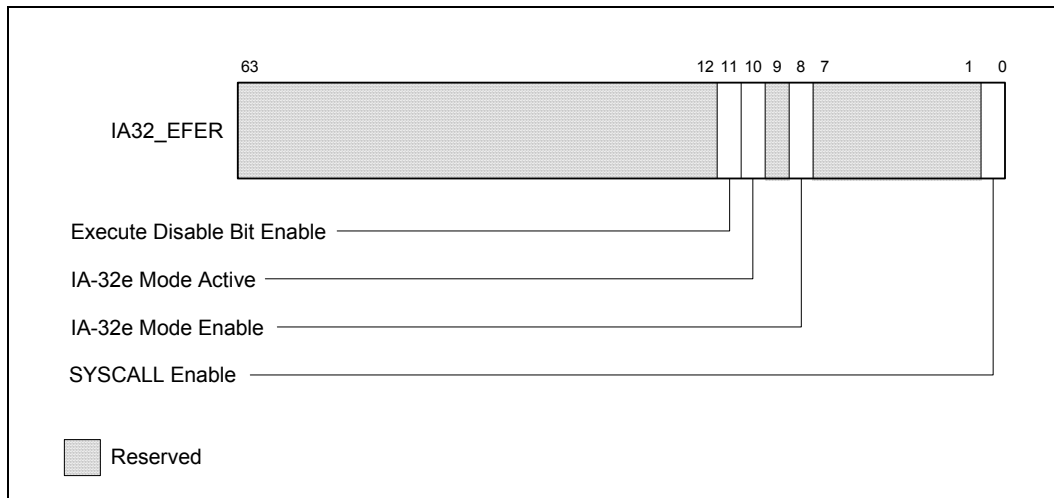 63 12 11 10 9 8 7 1 0
IA32_EFER
Execute Disable Bit Enable
IA-32e Mode Active
IA-32e Mode Enable
SYSCALL Enable
Reserved